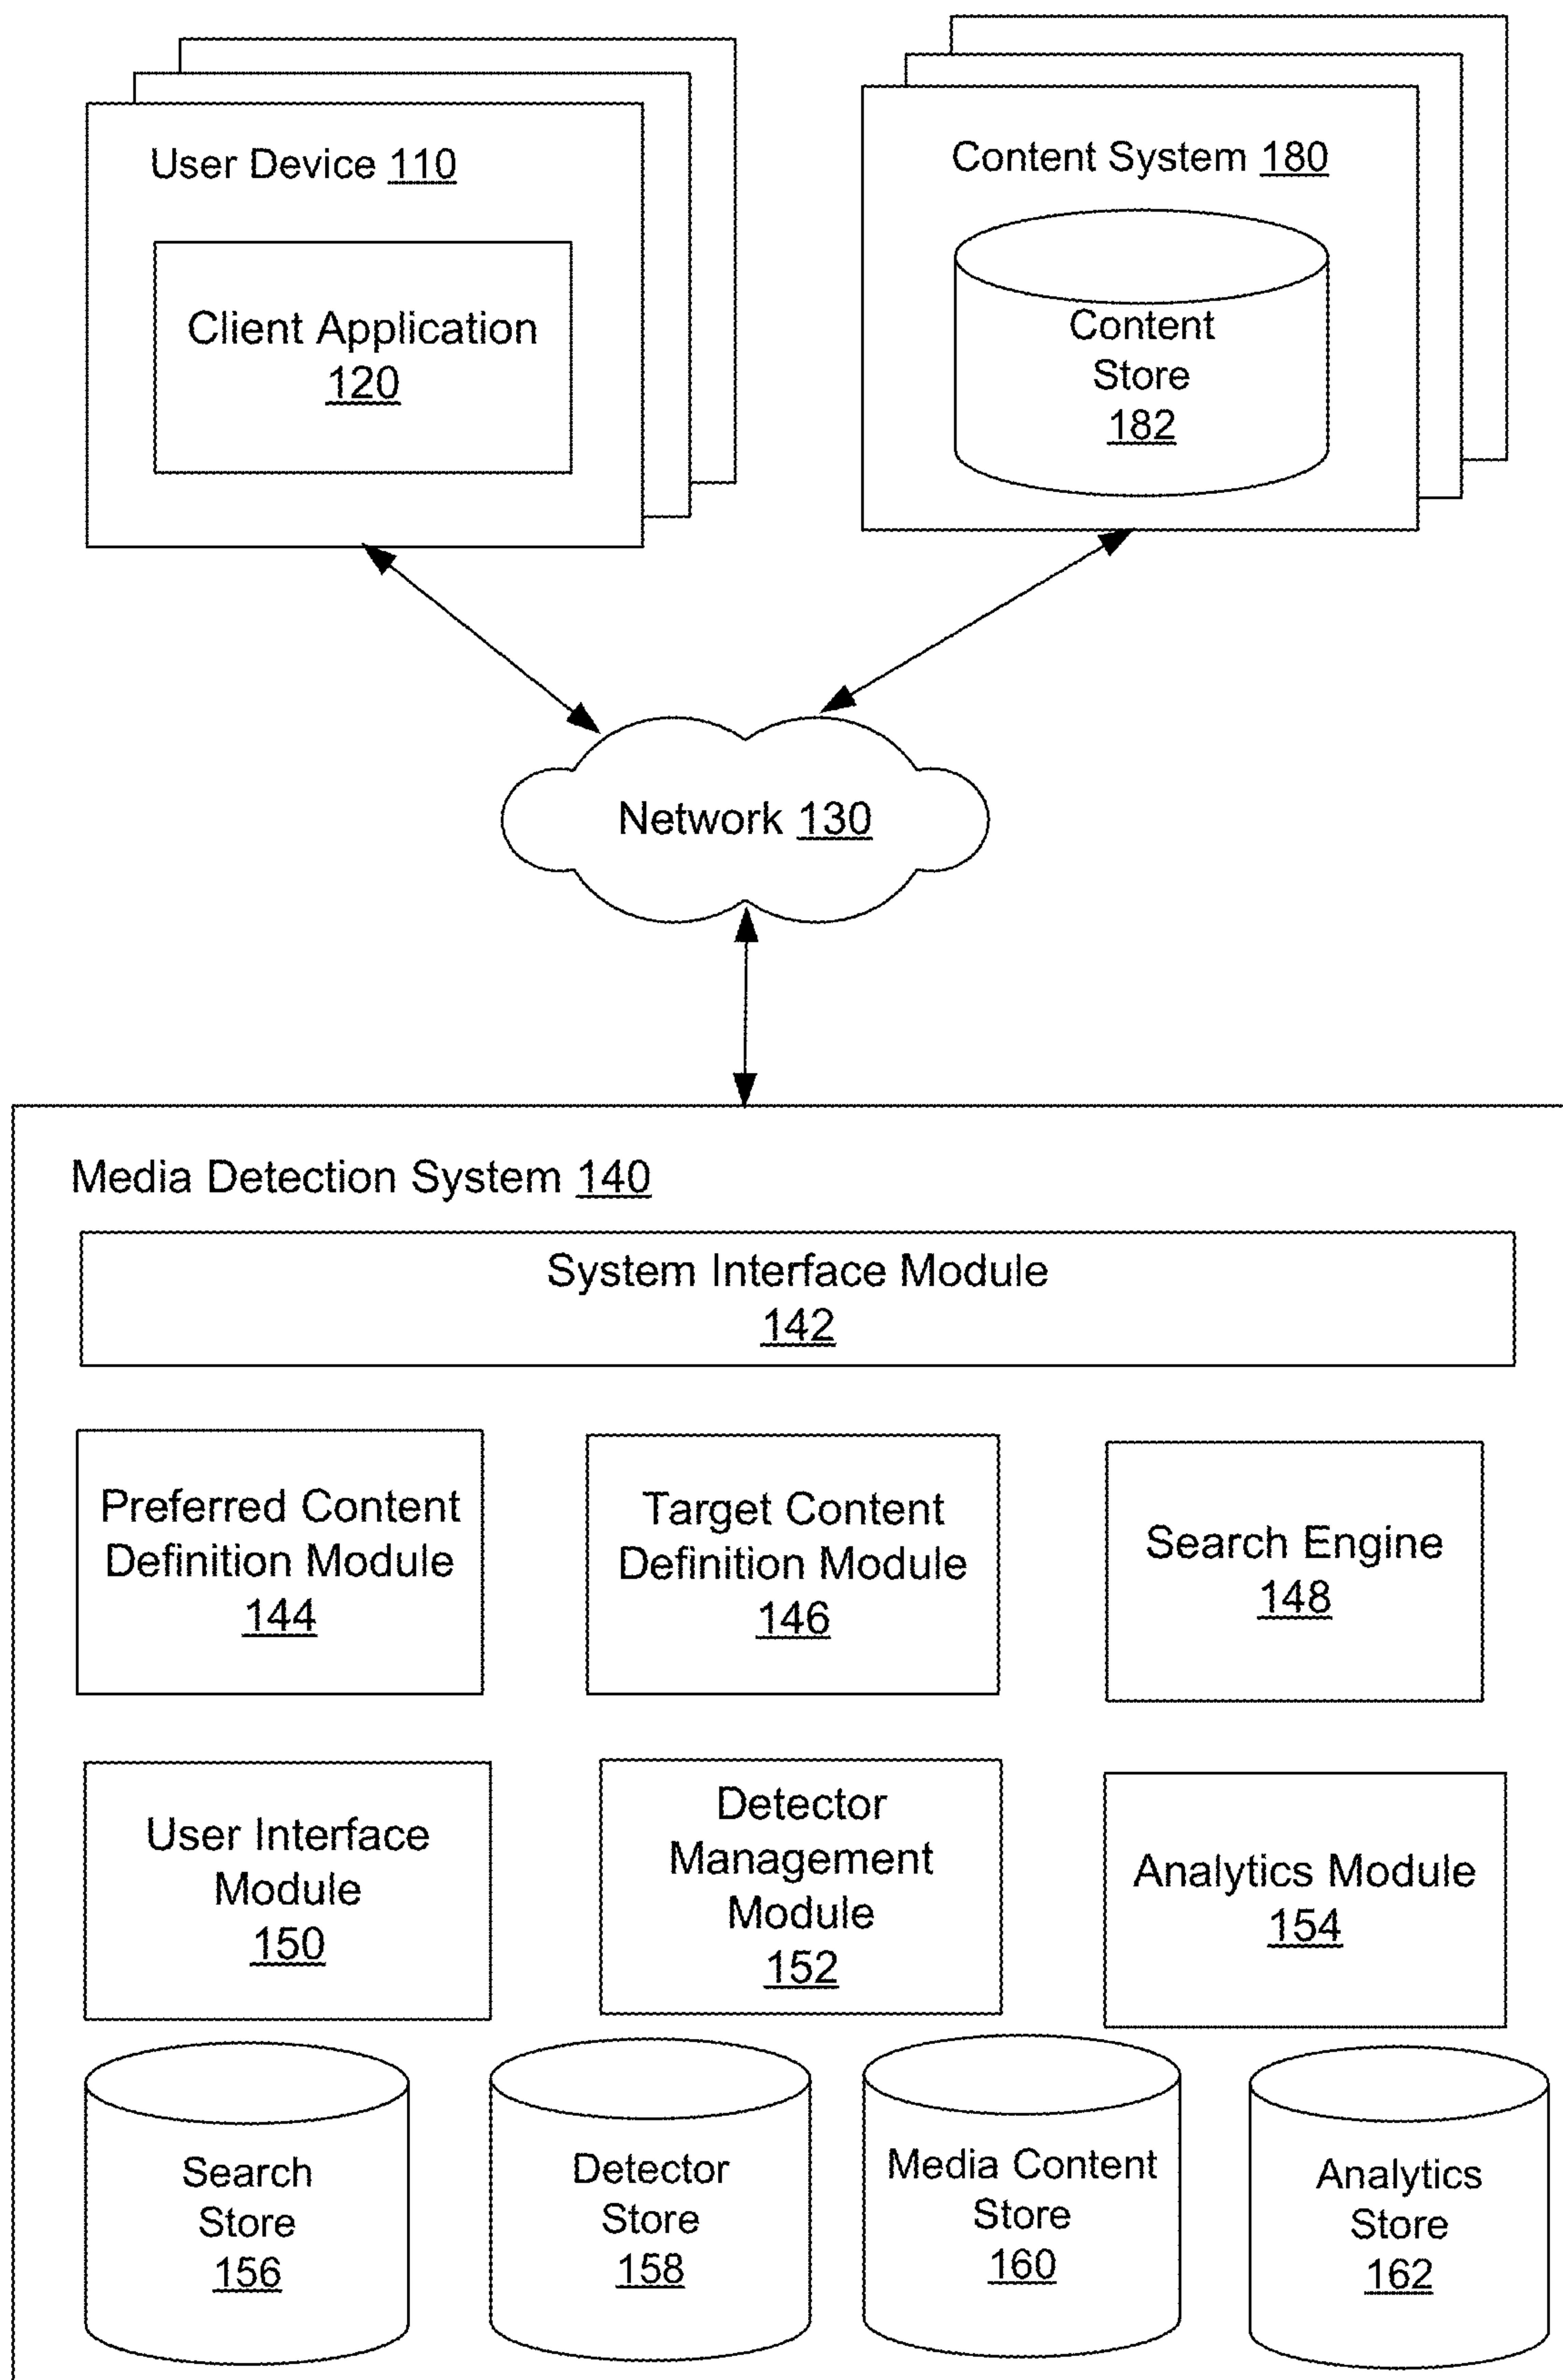 User Device 110
Client Application
120
Content System 180
Content
Store
182
Network 130
Media Detection System 140
System Interface Module
142
Preferred Content
Definition Module
144
Target Content
Definition Module
146
Search Engine
148
User Interface
Module
150
Detector
Management
Module
152
Analytics Module
154
Search
Store
156
Detector
Store
158
Media Content
Store
160
Analytics
Store
162